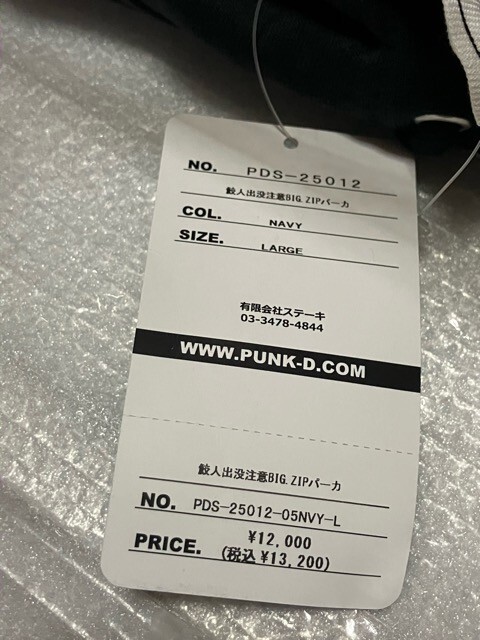 NO. PDS-25012
鮫人出没注意BIG.ZIPパーカ
COL. NAVY
SIZE. LARGE
有限会社ステーキ
03-3478-4844
WWW.PUNK-D.COM
鮫人出没注意BIG.ZIPパーカ
NO. PDS-25012-05NVY-L
PRICE. ¥12,000
(税込 ¥13,200)